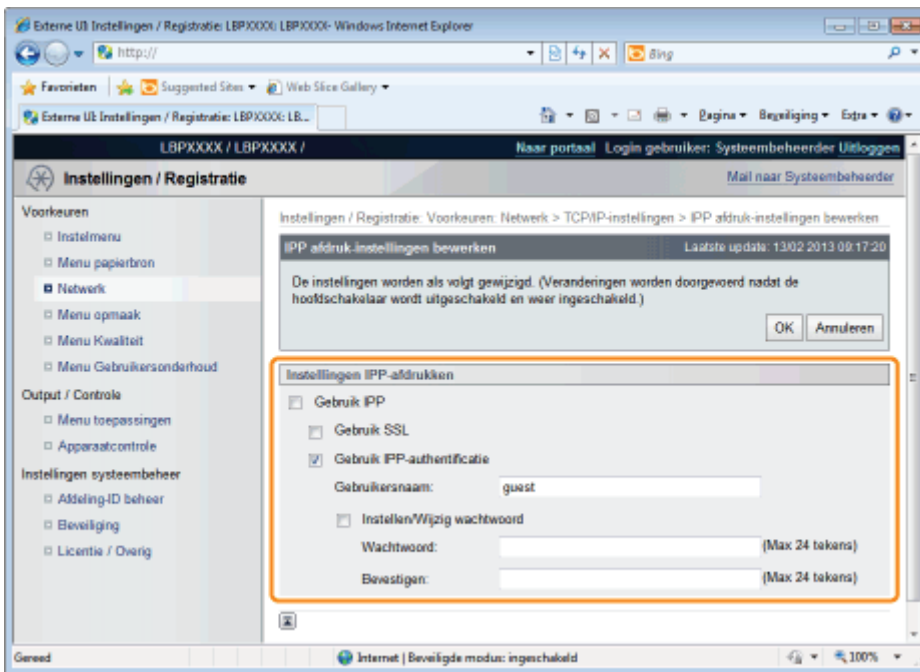 Externe UI: Instellingen / Registratie: LBPXXXX: LBPXXXX- Windows Internet Explorer
http://
Bing
Favorieten Suggested Sites Web Slice Gallery
Externe UI: Instellingen / Registratie: LBPXXXX: LB...
Pagina Beveiliging Extra
LBPXXXX / LBPXXXX /
Naar portaal Login gebruiker: Systeembeheerder Uitloggen
Instellingen / Registratie
Mail naar Systeembeheerder
Voorkeuren
Instelmenu
Menu papierbron
Netwerk
Menu opmaak
Menu Kwaliteit
Menu Gebruikersonderhoud
Output / Controle
Menu toepassingen
Apparaatcontrole
Instellingen systeembeheer
Afdeling-ID beheer
Beveiliging
Licentie / Overig
Instellingen / Registratie: Voorkeuren: Netwerk > TCP/IP-instellingen > IPP afdruk-instellingen bewerken
IPP afdruk-instellingen bewerken
Laatste update: 13/02 2013 09:17:20
De instellingen worden als volgt gewijzigd. (Veranderingen worden doorgevoerd nadat de
hoofdschakelaar wordt uitgeschakeld en weer ingeschakeld.)
OK Annuleren
Instellingen IPP-afdrukken
Gebruik IPP
Gebruik SSL
Gebruik IPP-authentificatie
Gebruikersnaam: guest
Instellen/Wijzig wachtwoord
Wachtwoord: (Max 24 tekens)
Bevestigen: (Max 24 tekens)
Gereed
Internet | Beveiligde modus: ingeschakeld
100%